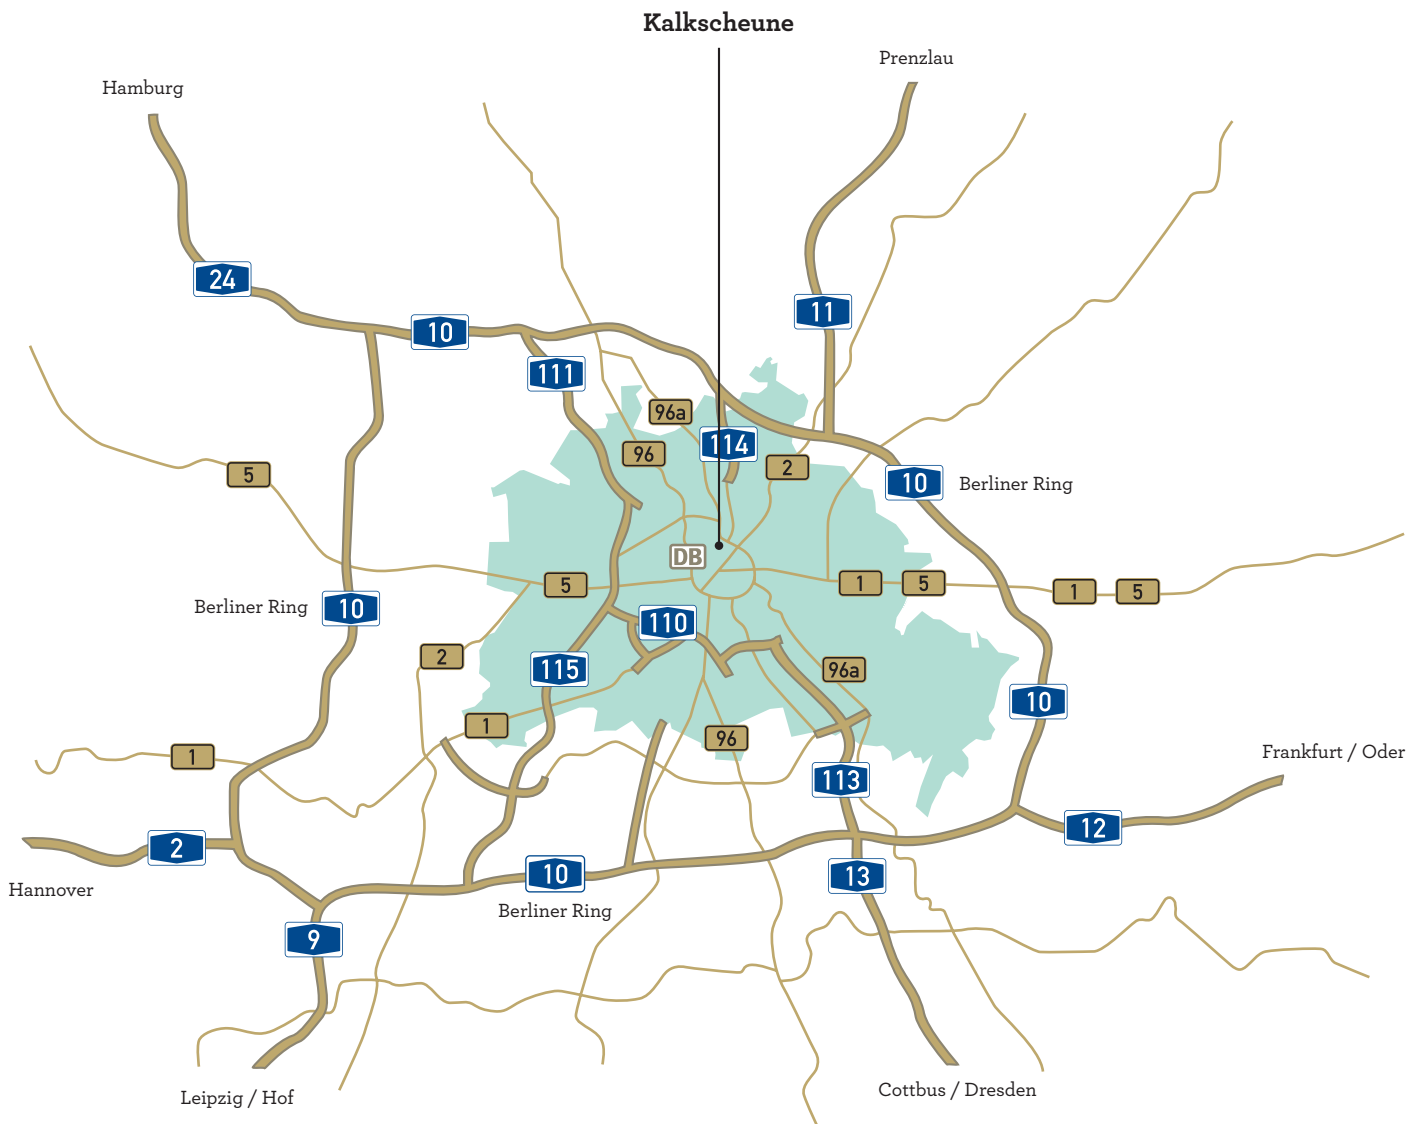 Kalkscheune
Prenzlau
Hamburg
24
11
10
111
96a
114
96
2
5
10
Berliner Ring
DB
5
1
5
1
5
Berliner Ring
10
110
2
115
96a
10
1
96
1
Frankfurt / Oder
113
12
2
10
13
Hannover
Berliner Ring
9
Leipzig / Hof
Cottbus / Dresden